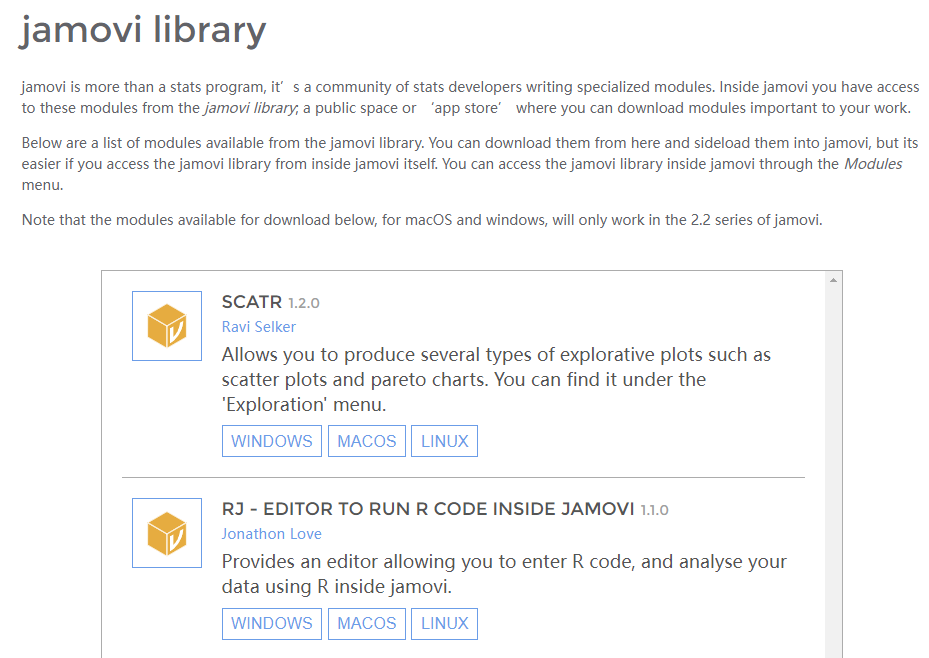 jamovi library
jamovi is more than a stats program, it’s a community of stats developers writing specialized modules. Inside jamovi you have access
to these modules from the jamovi library; a public space or ‘app store’ where you can download modules important to your work.
Below are a list of modules available from the jamovi library. You can download them from here and sideload them into jamovi, but its
easier if you access the jamovi library from inside jamovi itself. You can access the jamovi library inside jamovi through the Modules
menu.
Note that the modules available for download below, for macOS and windows, will only work in the 2.2 series of jamovi.
SCATR 1.2.0
Ravi Selker
Allows you to produce several types of explorative plots such as
scatter plots and pareto charts. You can find it under the
'Exploration' menu.
WINDOWS MACOS LINUX
RJ - EDITOR TO RUN R CODE INSIDE JAMOVI 1.1.0
Jonathon Love
Provides an editor allowing you to enter R code, and analyse your
data using R inside jamovi.
WINDOWS MACOS LINUX